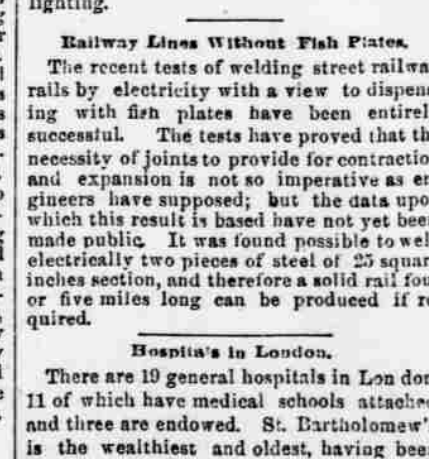 lighting.
Railway Lines Without Fish Plates.
The recent tests of welding street railwa
rails by electricity with a view to dispens
ing with fish plates have been entirel
successful. The tests have proved that th
necessity of joints to provide for contractio
and expansion is not so imperative as en
gineers have supposed; but the data upo
which this result is based have not yet been
made public. It was found possible to wel
electrically two pieces of steel of 25 squar
inches section, and therefore a solid rail fou
or five miles long can be produced if re
quired.
Hospita's in London.
There are 19 general hospitals in Lon don
11 of which have medical schools attached
and three are endowed. St. Bartholomew'
is the wealthiest and oldest, having been